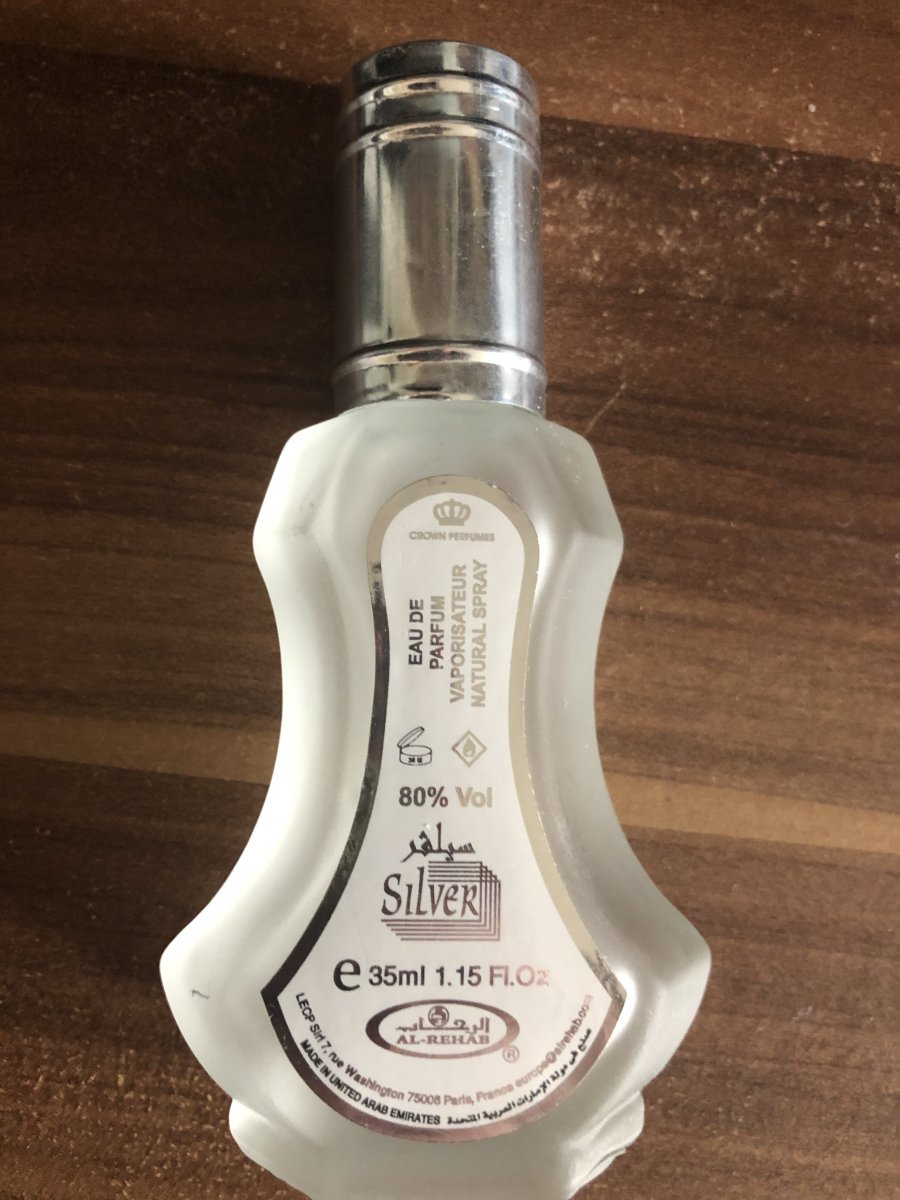 CROWN PERFUMES
EAU DE
PARFUM
VAPORISATEUR
NATURAL SPRAY
80% Vol
سيلفر
SILVER
e 35ml 1.15 Fl.Oz
الرحاب
AL-REHAB
®
LECP Sirl 7, rue Washington 75008 Paris, France europe@alrehab.com
MADE IN UNITED ARAB EMIRATES صنع في دولة الإمارات العربية المتحدة